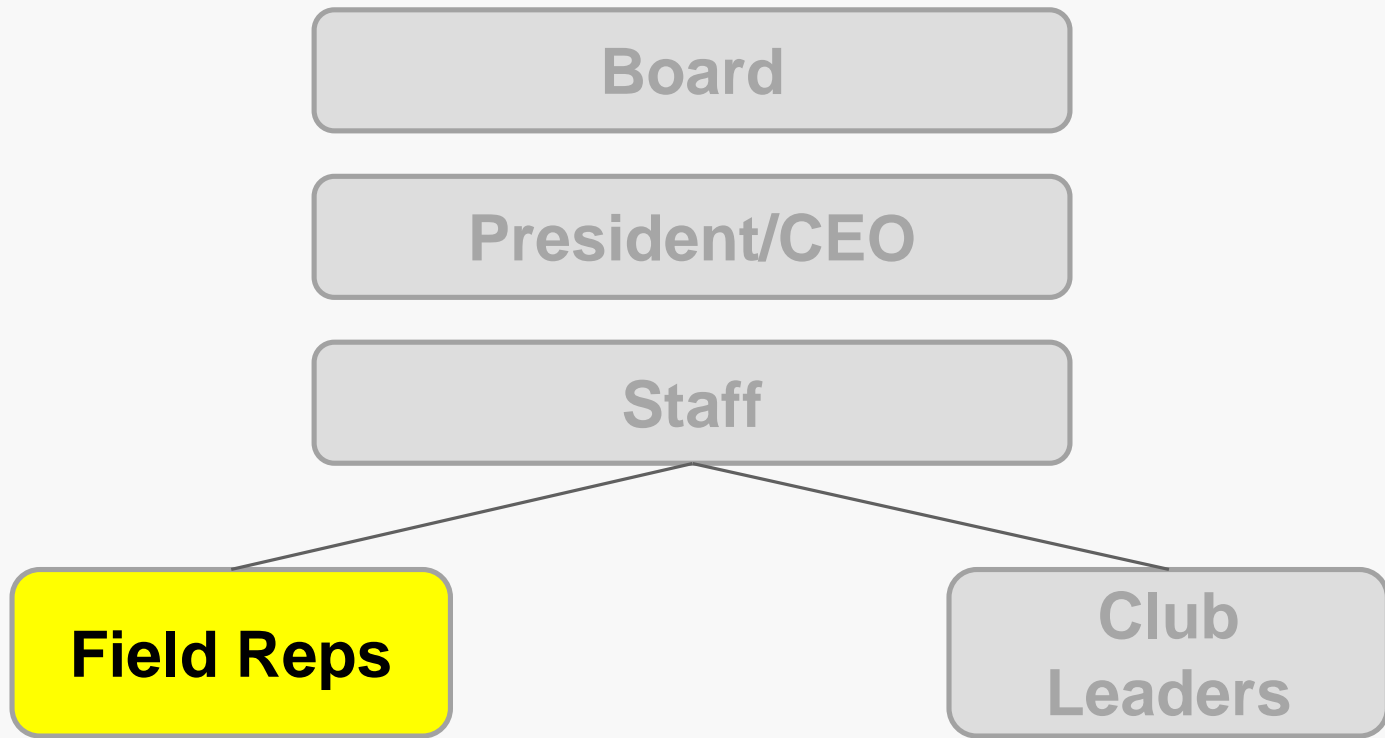 Board
President/CEO
Staff
Field Reps
Club
Leaders